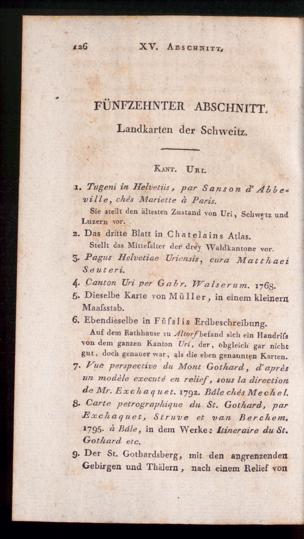 126 XV. Abschnitt.
FÜNFZEHNTER ABSCHNITT.
Landkarten der Schweitz.
Kant. Uri.
1. Tugeni in Helvetiis, par Sanson d'Abbe-
ville, chés Mariette à Paris.
Sie stellt den ältesten Zustand von Uri, Schwytz und
Luzern vor.
2. Das dritte Blatt in Chatelains Atlas.
Stellt das Mittelalter der drey Waldkantone vor.
3. Pagus Helvetiae Uriensis, cura Matthaei
Seuteri.
4. Canton Uri per Gabr. Walserum. 1768.
5. Dieselbe Karte von Müller, in einem kleinern
Maasstab.
6. Ebendieselbe in Füfslis Erdbeschreibung.
Auf dem Rathhause zu Altorf befand sich ein Handriss
von dem ganzen Kanton Uri, der, obgleich gar nicht
gut, doch genauer war, als die eben genannten Karten.
7. Vue perspective du Mont Gothard, d'après
un modèle executé en relief, sous la direction
de Mr. Exchaquet. 1792. Bâle chés Mechel.
8. Carte petrographique du St. Gothard, par
Exchaquet, Struve et van Berchem,
1795. à Bâle, in dem Werke: Itineraire du St.
Gothard etc.
9. Der St. Gothardsberg, mit den angrenzenden
Gebirgen und Thälern, nach einem Relief von